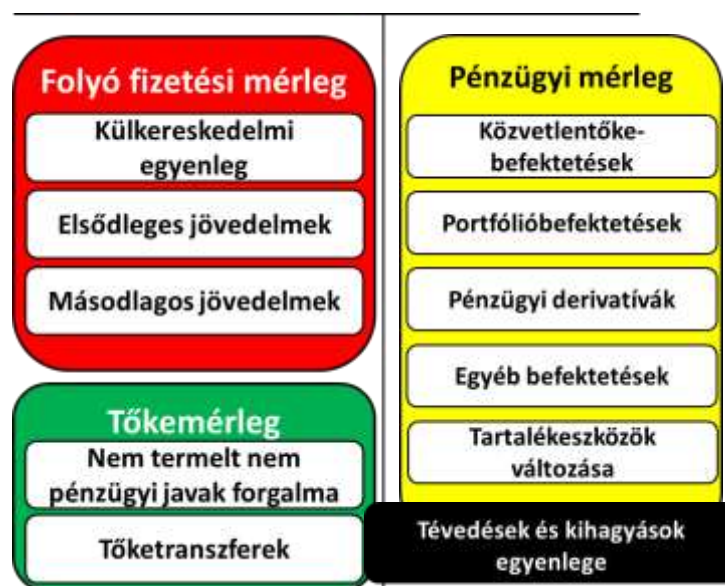 Folyó fizetési mérleg
Külkereskedelmi
egyenleg
Elsődleges jövedelmek
Másodlagos jövedelmek
Tőkemérleg
Nem termelt nem
pénzügyi javak forgalma
Tőketranszferek
Pénzügyi mérleg
Közvetlentőke-
befektetések
Portfólióbefektetések
Pénzügyi derivatívák
Egyéb befektetések
Tartalékeszközök
változása
Tévedések és kihagyások
egyenlege